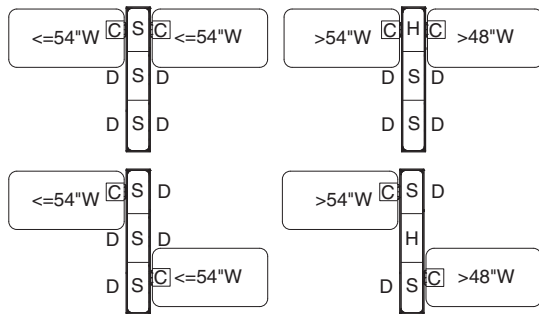 <=54"W C S C <=54"W
D S D
D S D
>54"W C H C >48"W
D S D
D S D
<=54"W C S D
D S D
D S C <=54"W
>54"W C S D
H
D S C >48"W